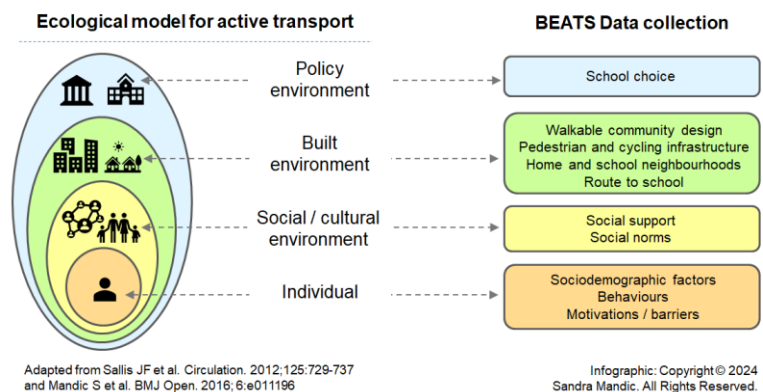 Ecological model for active transport
BEATS Data collection
Policy
environment
School choice
Built
environment
Walkable community design
Pedestrian and cycling infrastructure
Home and school neighbourhoods
Route to school
Social / cultural
environment
Social support
Social norms
Individual
Sociodemographic factors
Behaviours
Motivations / barriers
Adapted from Sallis JF et al. Circulation. 2012;125:729-737
and Mandic S et al. BMJ Open. 2016; 6:e011196
Infographic: Copyright © 2024
Sandra Mandic. All Rights Reserved.